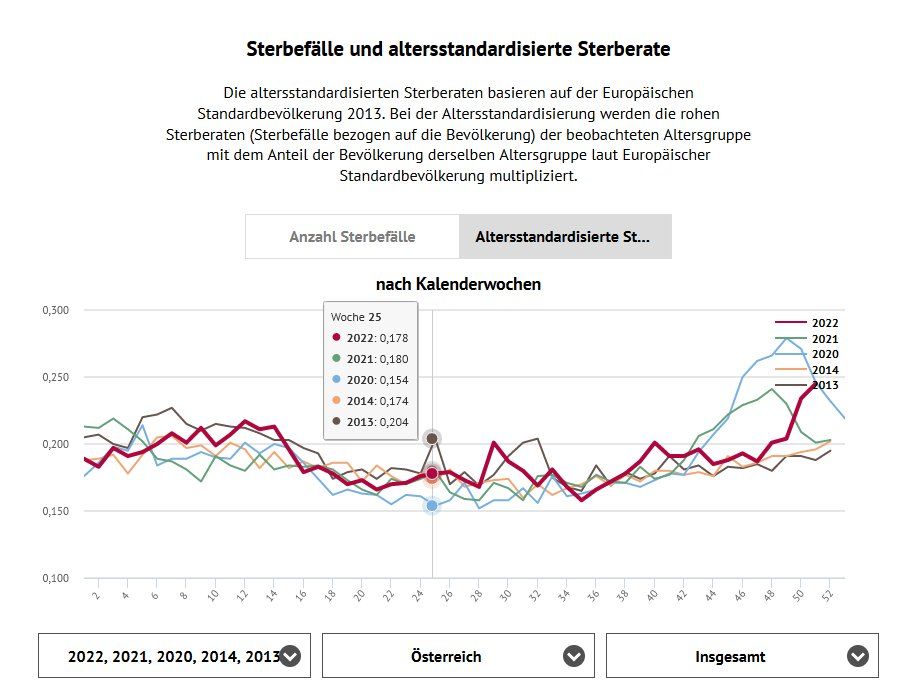 Sterbefälle und altersstandardisierte Sterberate
Die altersstandardisierten Sterberaten basieren auf der Europäischen
Standardbevölkerung 2013. Bei der Altersstandardisierung werden die rohen
Sterberaten (Sterbefälle bezogen auf die Bevölkerung) der beobachteten Altersgruppe
mit dem Anteil der Bevölkerung derselben Altersgruppe laut Europäischer
Standardbevölkerung multipliziert.
Anzahl Sterbefälle
Altersstandardisierte St...
nach Kalenderwochen
0,300
0,250
0,200
0,150
0,100
Woche 25
2022: 0,178
2021: 0,180
2020: 0,154
2014: 0,174
2013: 0,204
2022
2021
2020
2014
2013
2 4 6 8 10 12 14 16 18 20 22 24 26 28 30 32 34 36 38 40 42 44 46 48 50 52
2022, 2021, 2020, 2014, 2013
Österreich
Insgesamt